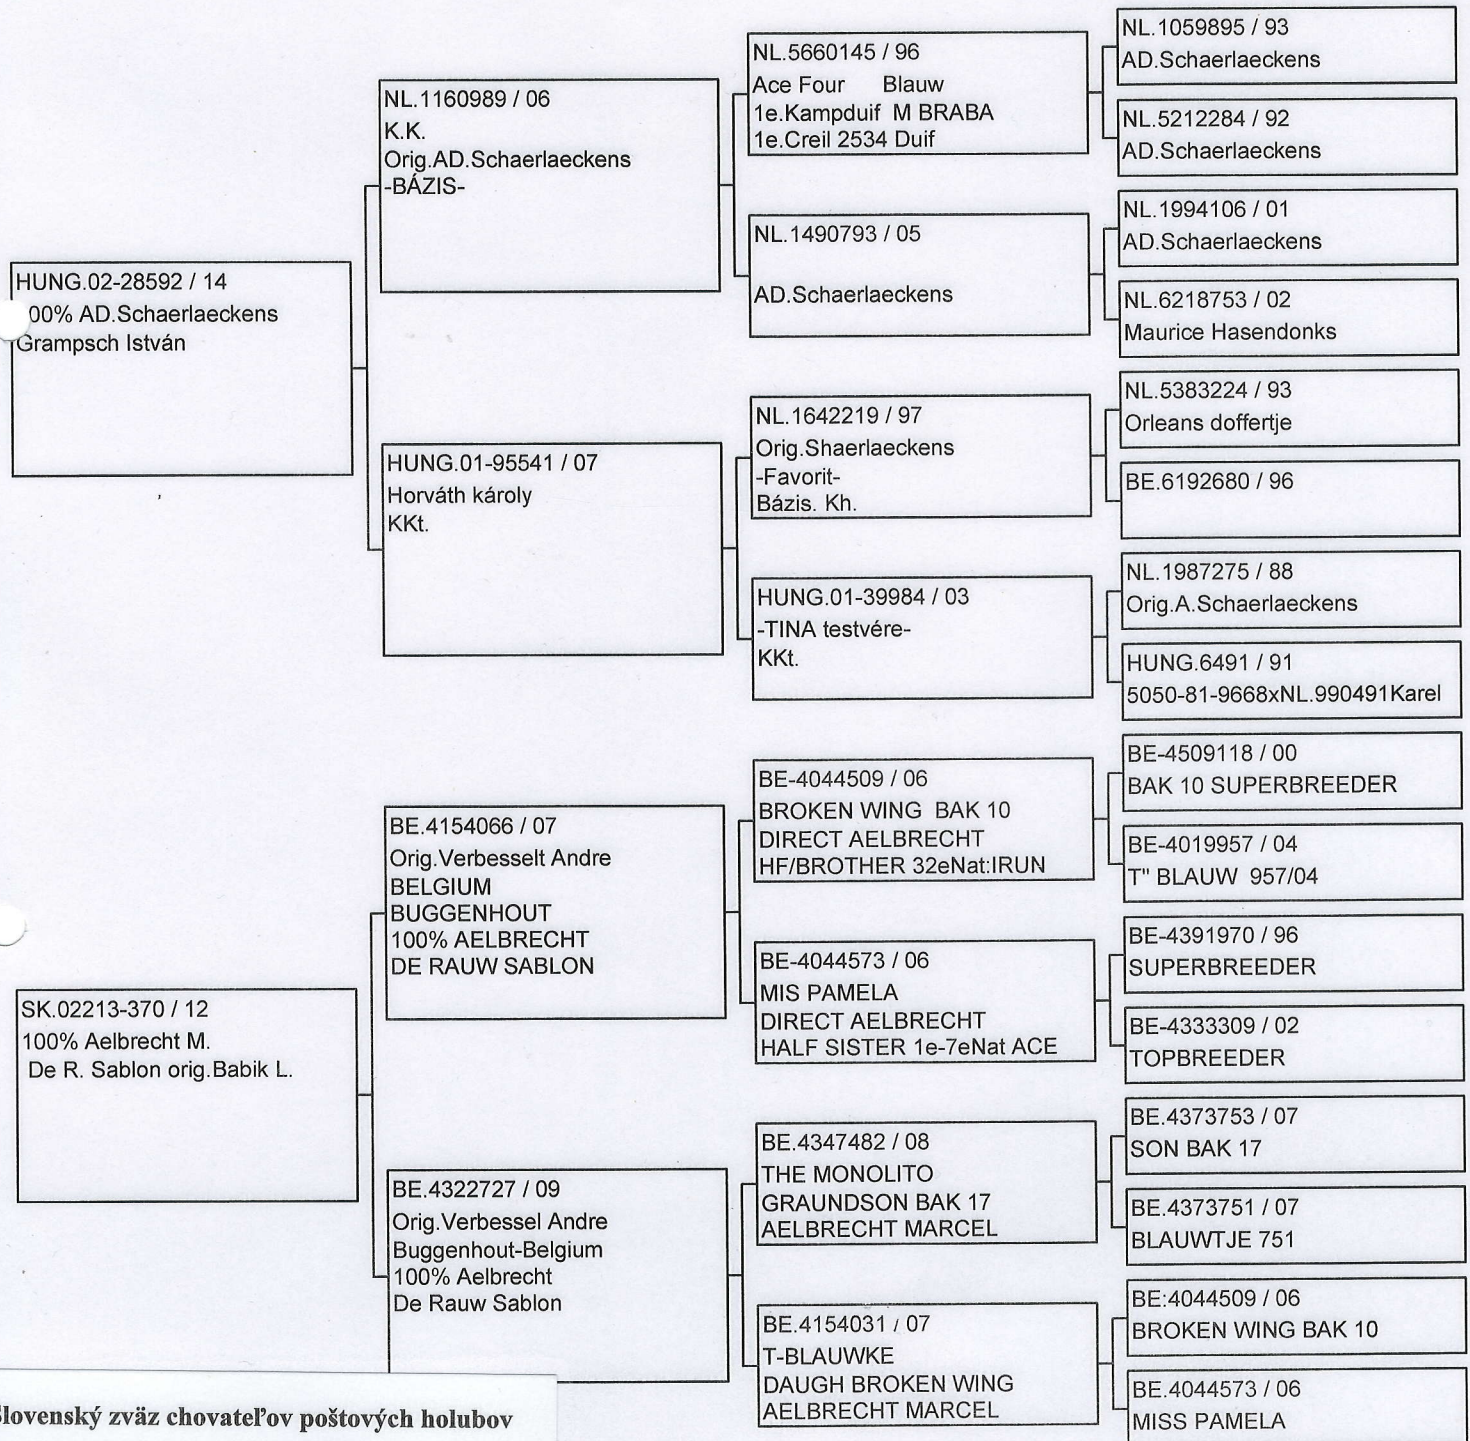 HUNG.02-28592 / 14
00% AD.Schaerlaeckens
Grampsch István
NL.1160989 / 06
K.K.
Orig.AD.Schaerlaeckens
-BÁZIS-
HUNG.01-95541 / 07
Horváth károly
KKt.
NL.5660145 / 96
Ace Four Blauw
1e.Kampduif M BRABA
1e.Creil 2534 Duif
NL.1490793 / 05
AD.Schaerlaeckens
NL.1642219 / 97
Orig.Shaerlaeckens
-Favorit-
Bázis. Kh.
HUNG.01-39984 / 03
-TINA testvére-
KKt.
NL.1059895 / 93
AD.Schaerlaeckens
NL.5212284 / 92
AD.Schaerlaeckens
NL.1994106 / 01
AD.Schaerlaeckens
NL.6218753 / 02
Maurice Hasendonks
NL.5383224 / 93
Orleans doffertje
BE.6192680 / 96
NL.1987275 / 88
Orig.A.Schaerlaeckens
HUNG.6491 / 91
5050-81-9668xNL.990491Karel
SK.02213-370 / 12
100% Aelbrecht M.
De R. Sablon orig.Babik L.
BE.4154066 / 07
Orig.Verbesselt Andre
BELGIUM
BUGGENHOUT
100% AELBRECHT
DE RAUW SABLON
BE.4322727 / 09
Orig.Verbessel Andre
Buggenhout-Belgium
100% Aelbrecht
De Rauw Sablon
BE-4044509 / 06
BROKEN WING BAK 10
DIRECT AELBRECHT
HF/BROTHER 32eNat:IRUN
BE-4044573 / 06
MIS PAMELA
DIRECT AELBRECHT
HALF SISTER 1e-7eNat ACE
BE.4347482 / 08
THE MONOLITO
GRAUNDSON BAK 17
AELBRECHT MARCEL
BE.4154031 / 07
T-BLAUWKE
DAUGH BROKEN WING
AELBRECHT MARCEL
BE-4509118 / 00
BAK 10 SUPERBREEDER
BE-4019957 / 04
T" BLAUW 957/04
BE-4391970 / 96
SUPERBREEDER
BE-4333309 / 02
TOPBREEDER
BE.4373753 / 07
SON BAK 17
BE.4373751 / 07
BLAUWTJE 751
BE:4044509 / 06
BROKEN WING BAK 10
BE.4044573 / 06
MISS PAMELA
Slovenský zväz chovateľov poštových holubov